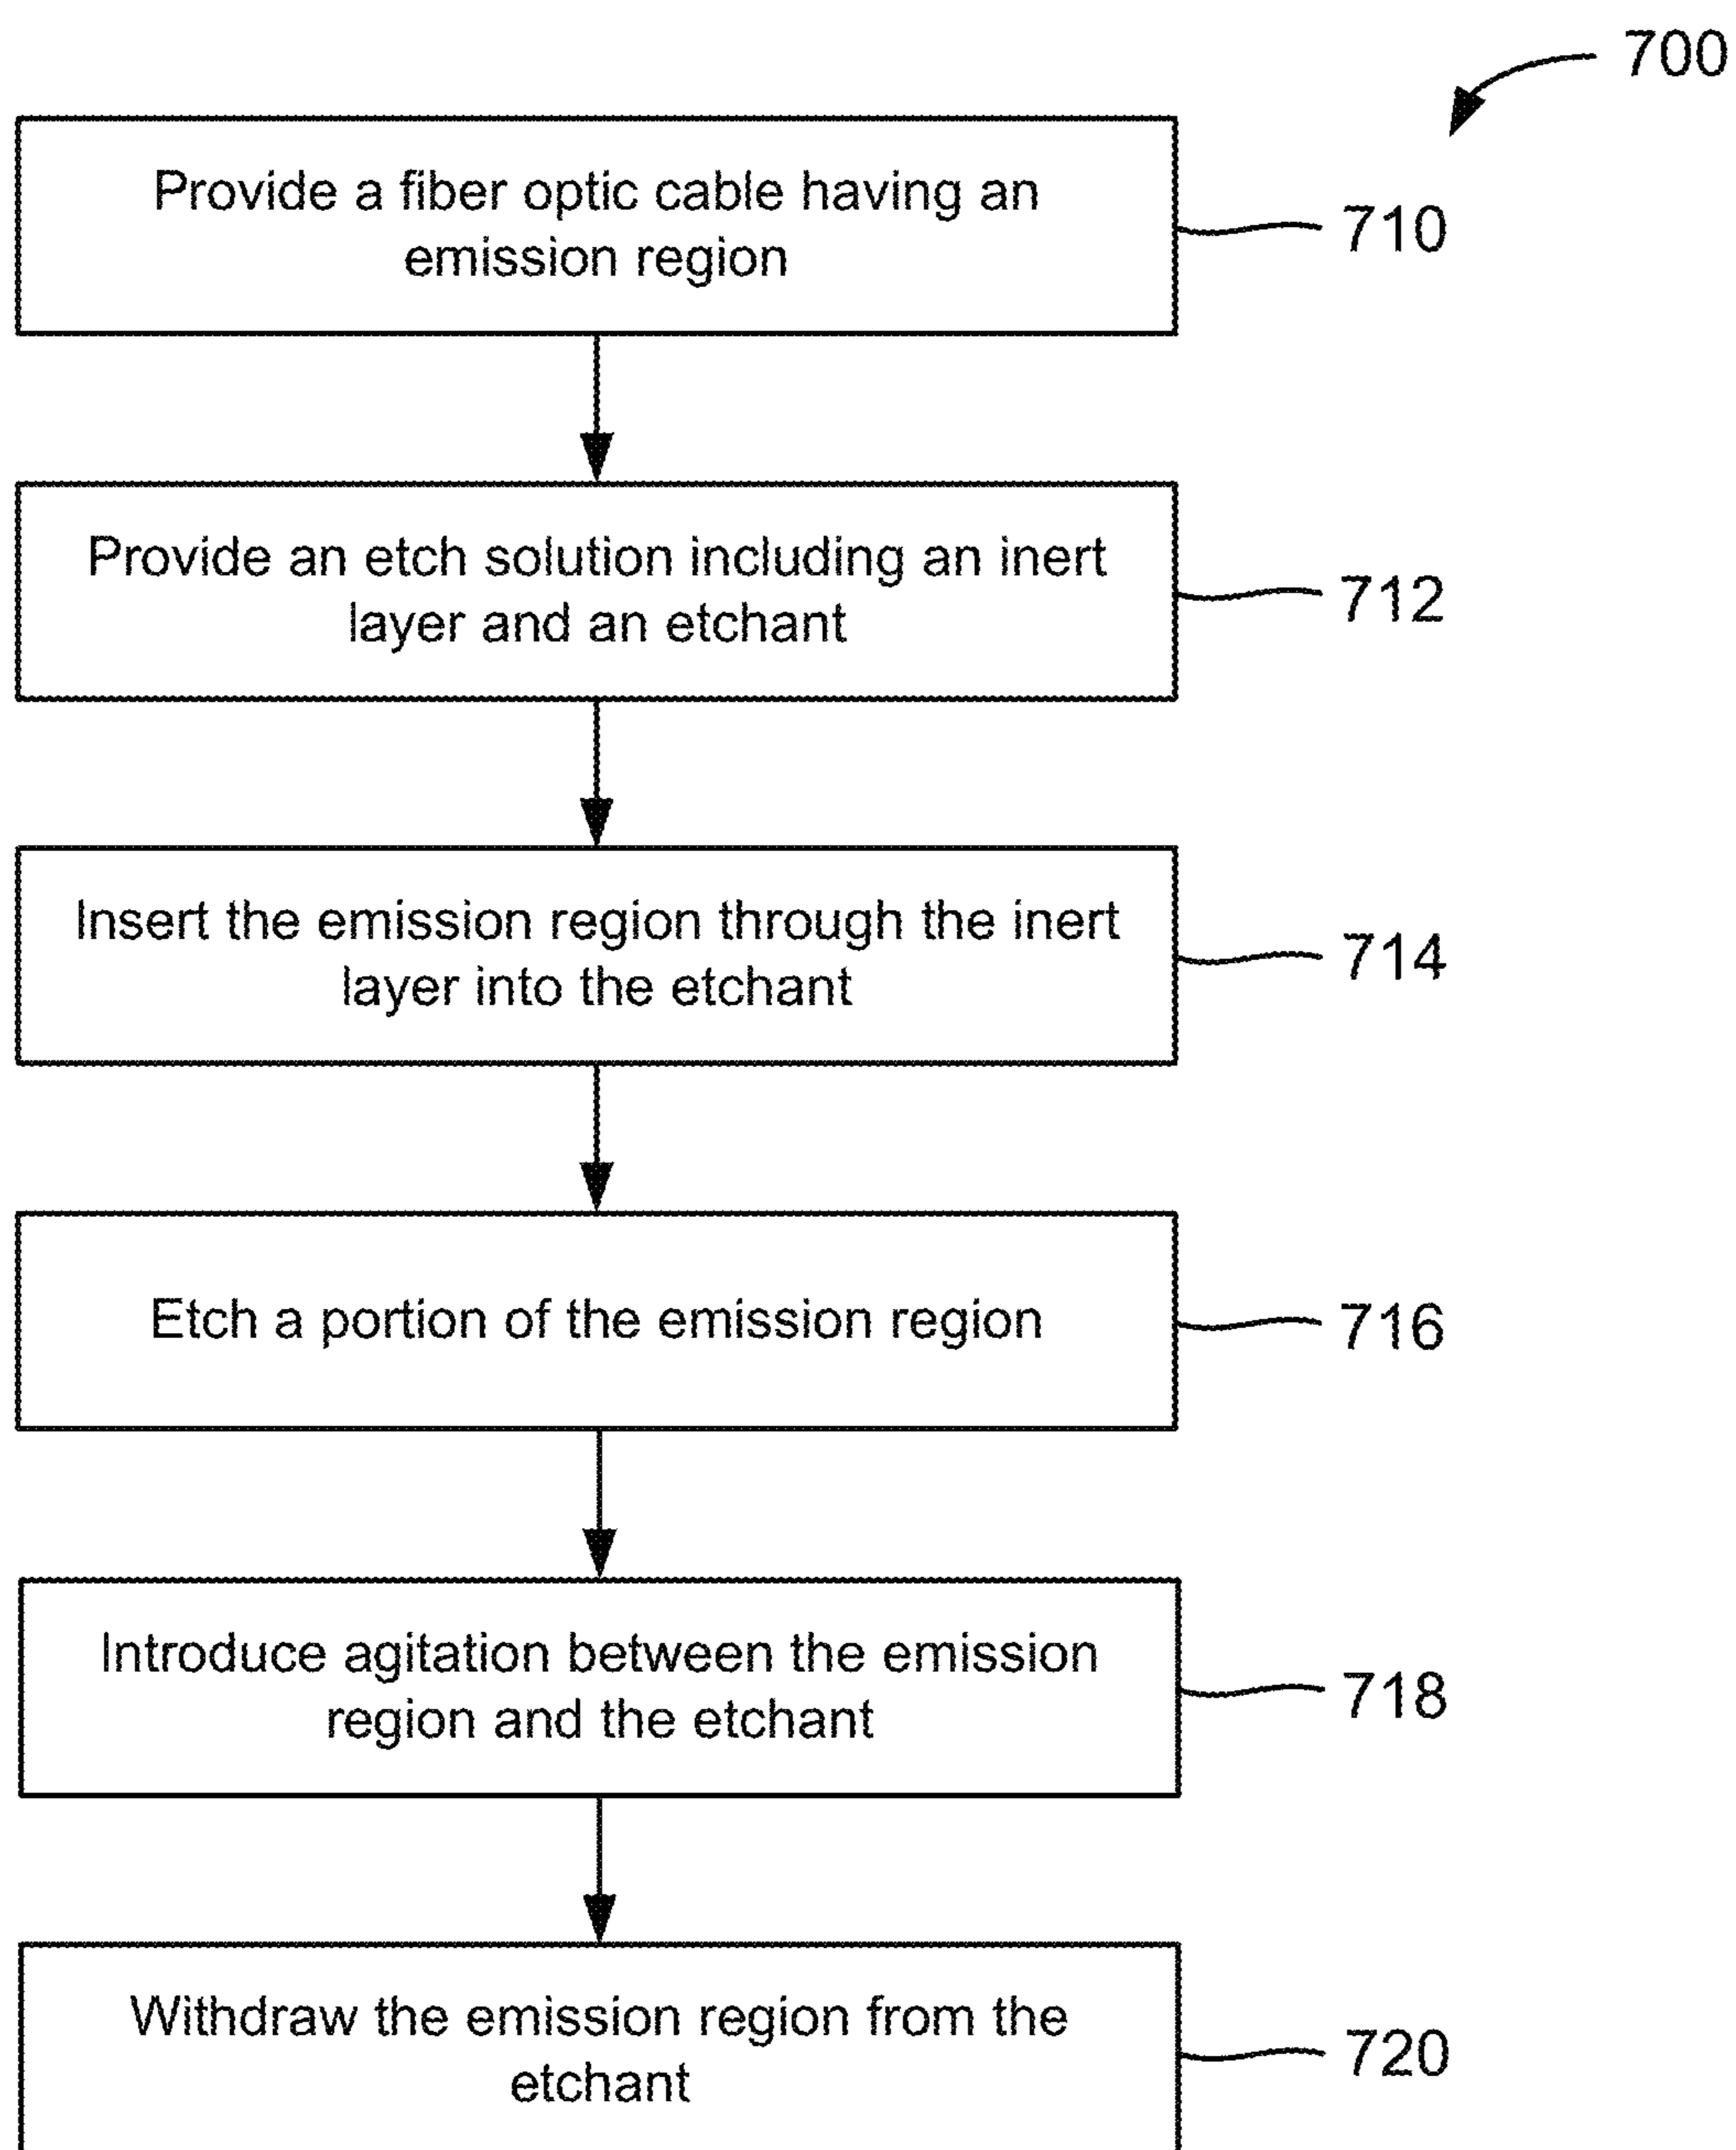 700
Provide a fiber optic cable having an
emission region
710
Provide an etch solution including an inert
layer and an etchant
712
Insert the emission region through the inert
layer into the etchant
714
Etch a portion of the emission region
716
Introduce agitation between the emission
region and the etchant
718
Withdraw the emission region from the
etchant
720